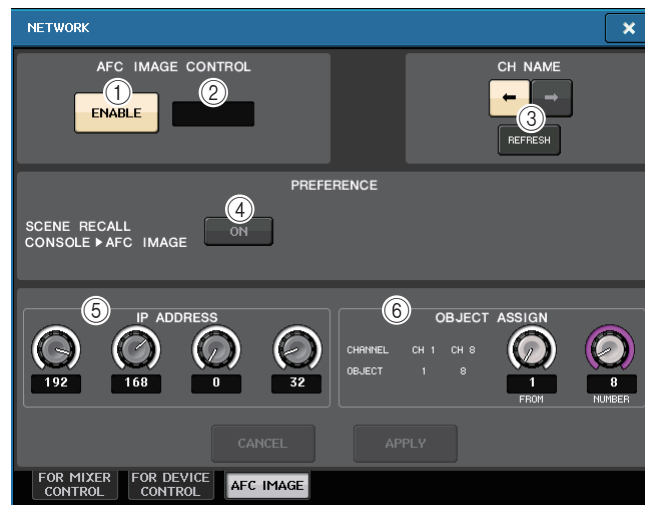 NETWORK
AFC IMAGE CONTROL
CH NAME
①
②
ENABLE
③
REFRESH
PREFERENCE
④
SCENE RECALL
CONSOLE▶AFC IMAGE
ON
⑤
IP ADDRESS
⑥
OBJECT ASSIGN
CHANNEL CH 1 CH 8
OBJECT 1 8
192 168 0 32
1 8
FROM NUMBER
CANCEL APPLY
FOR MIXER CONTROL
FOR DEVICE CONTROL
AFC IMAGE